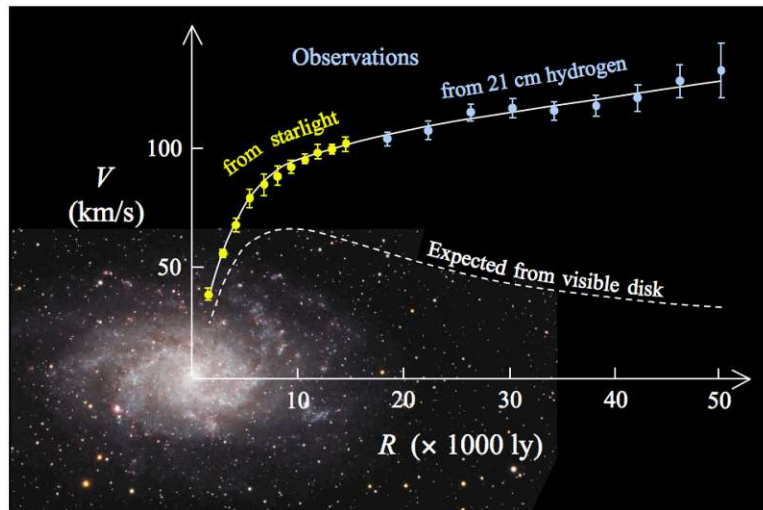 Observations
from 21 cm hydrogen
from starlight
100
V
(km/s)
50
Expected from visible disk
10
20
30
40
50
R (× 1000 ly)